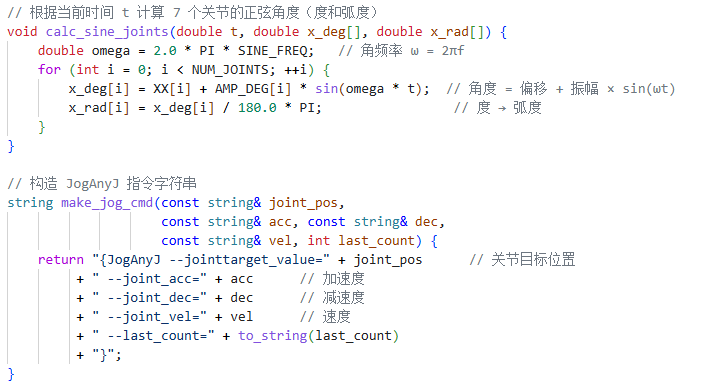 // 根据当前时间 t 计算 7 个关节的正弦角度（度和弧度）
void calc_sine_joints(double t, double x_deg[], double x_rad[]) {
    double omega = 2.0 * PI * SINE_FREQ;   // 角频率 ω = 2πf
    for (int i = 0; i < NUM_JOINTS; ++i) {
        x_deg[i] = XX[i] + AMP_DEG[i] * sin(omega * t);  // 角度 = 偏移 + 振幅 × sin(ωt)
        x_rad[i] = x_deg[i] / 180.0 * PI;                 // 度 → 弧度
    }
}
// 构造 JogAnyJ 指令字符串
string make_jog_cmd(const string& joint_pos,
                    const string& acc, const string& dec,
                    const string& vel, int last_count) {
    return "{JogAnyJ --jointtarget_value=" + joint_pos      // 关节目标位置
         + " --joint_acc=" + acc      // 加速度
         + " --joint_dec=" + dec      // 减速度
         + " --joint_vel=" + vel      // 速度
         + " --last_count=" + to_string(last_count)
         + "}";
}